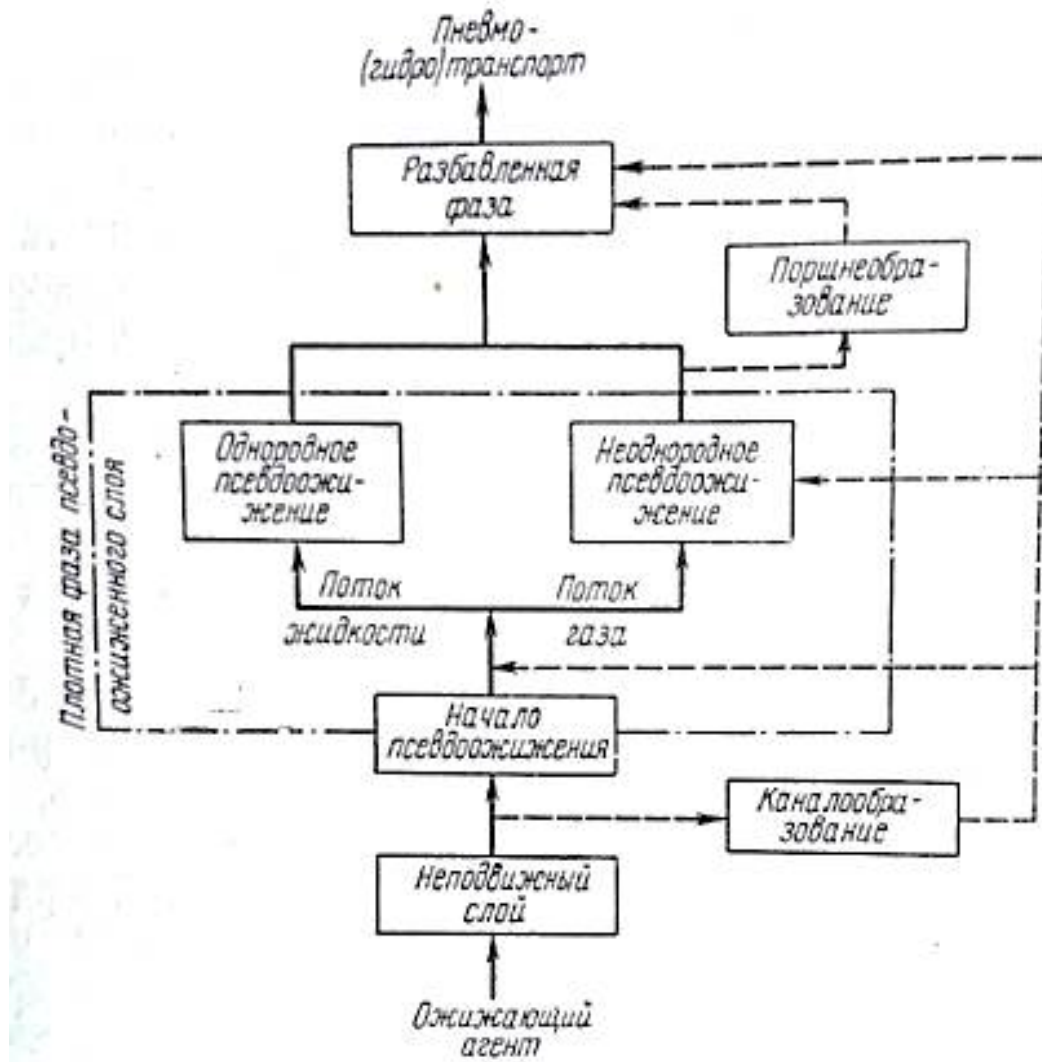 Пневмо-
(гидро)транспорт
Разбавленная
фаза
Поршнеобра-
зование
Плотная фаза псевдо-
ожиженного слоя
Однородное
псевдоожи-
жение
Неоднородное
псевдоожи-
жение
Поток
жидкости
Поток
газа
Начало
псевдоожижения
Каналообра-
зование
Неподвижный
слой
Ожижающий
агент